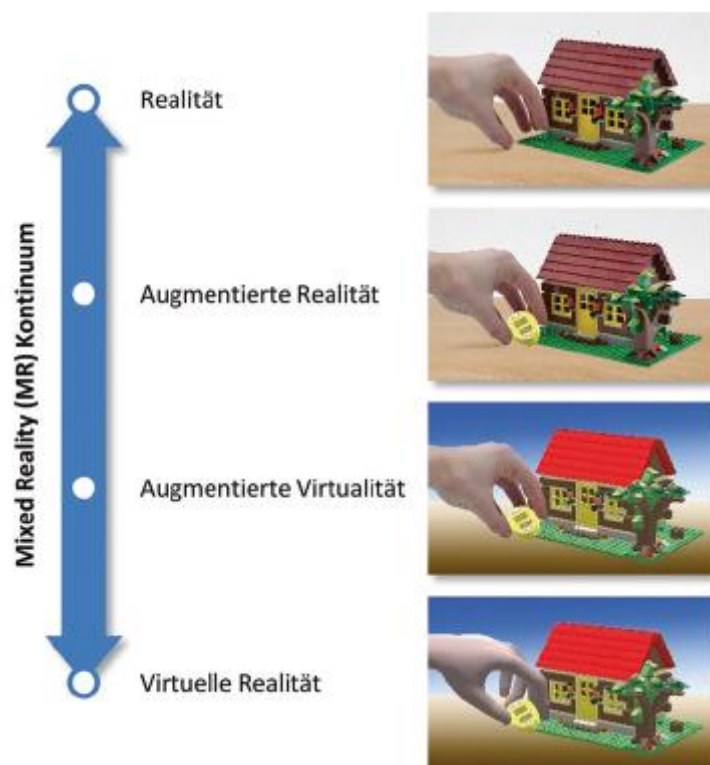 Mixed Reality (MR) Kontinuum
Realität
Augmentierte Realität
Augmentierte Virtualität
Virtuelle Realität